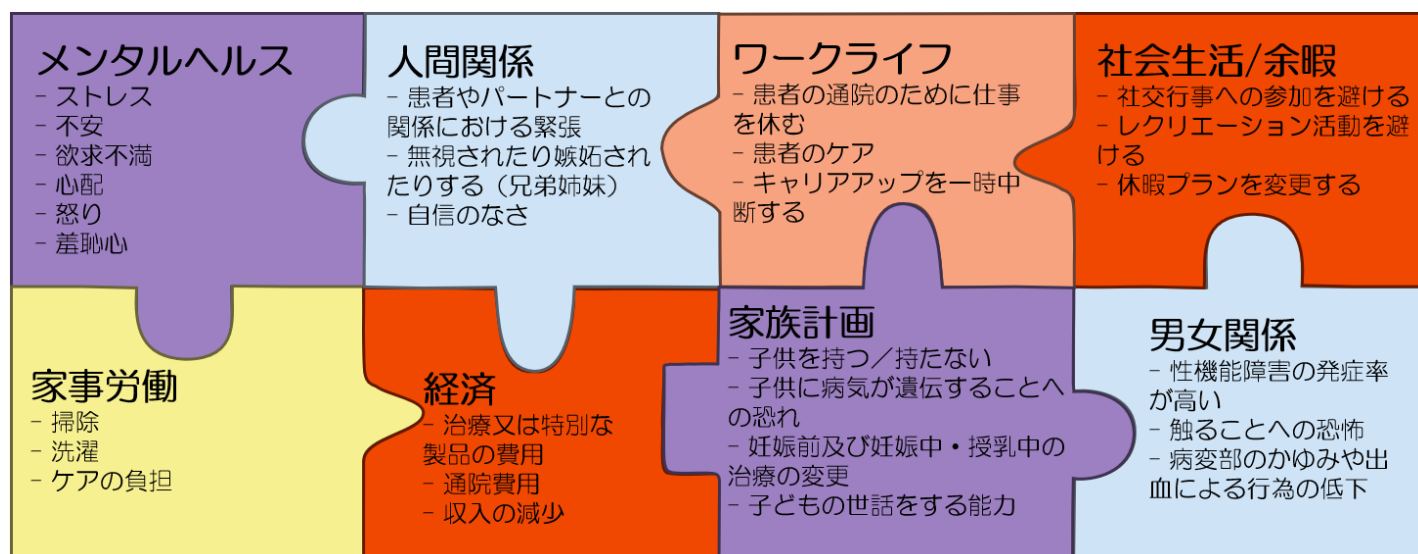 メンタルヘルス
- ストレス
- 不安
- 欲求不満
- 心配
- 怒り
- 羞恥心
人間関係
- 患者やパートナーとの
関係における緊張
- 無視されたり嫉妬され
たりする（兄弟姉妹）
- 自信のなさ
ワークライフ
- 患者の通院のために仕事
を休む
- 患者のケア
- キャリアアップを一時中
断する
社会生活/余暇
- 社交行事への参加を避ける
- レクリエーション活動を避
ける
- 休暇プランを変更する
家事労働
- 掃除
- 洗濯
- ケアの負担
経済
- 治療又は特別な
製品の費用
- 通院費用
- 収入の減少
家族計画
- 子供を持つ／持たない
- 子供に病気が遺伝することへ
の恐れ
- 妊娠前及び妊娠中・授乳中の
治療の変更
- 子どもの世話をする能力
男女関係
- 性機能障害の発症率
が高い
- 触ることへの恐怖
- 病変部のかゆみや出
血による行為の低下